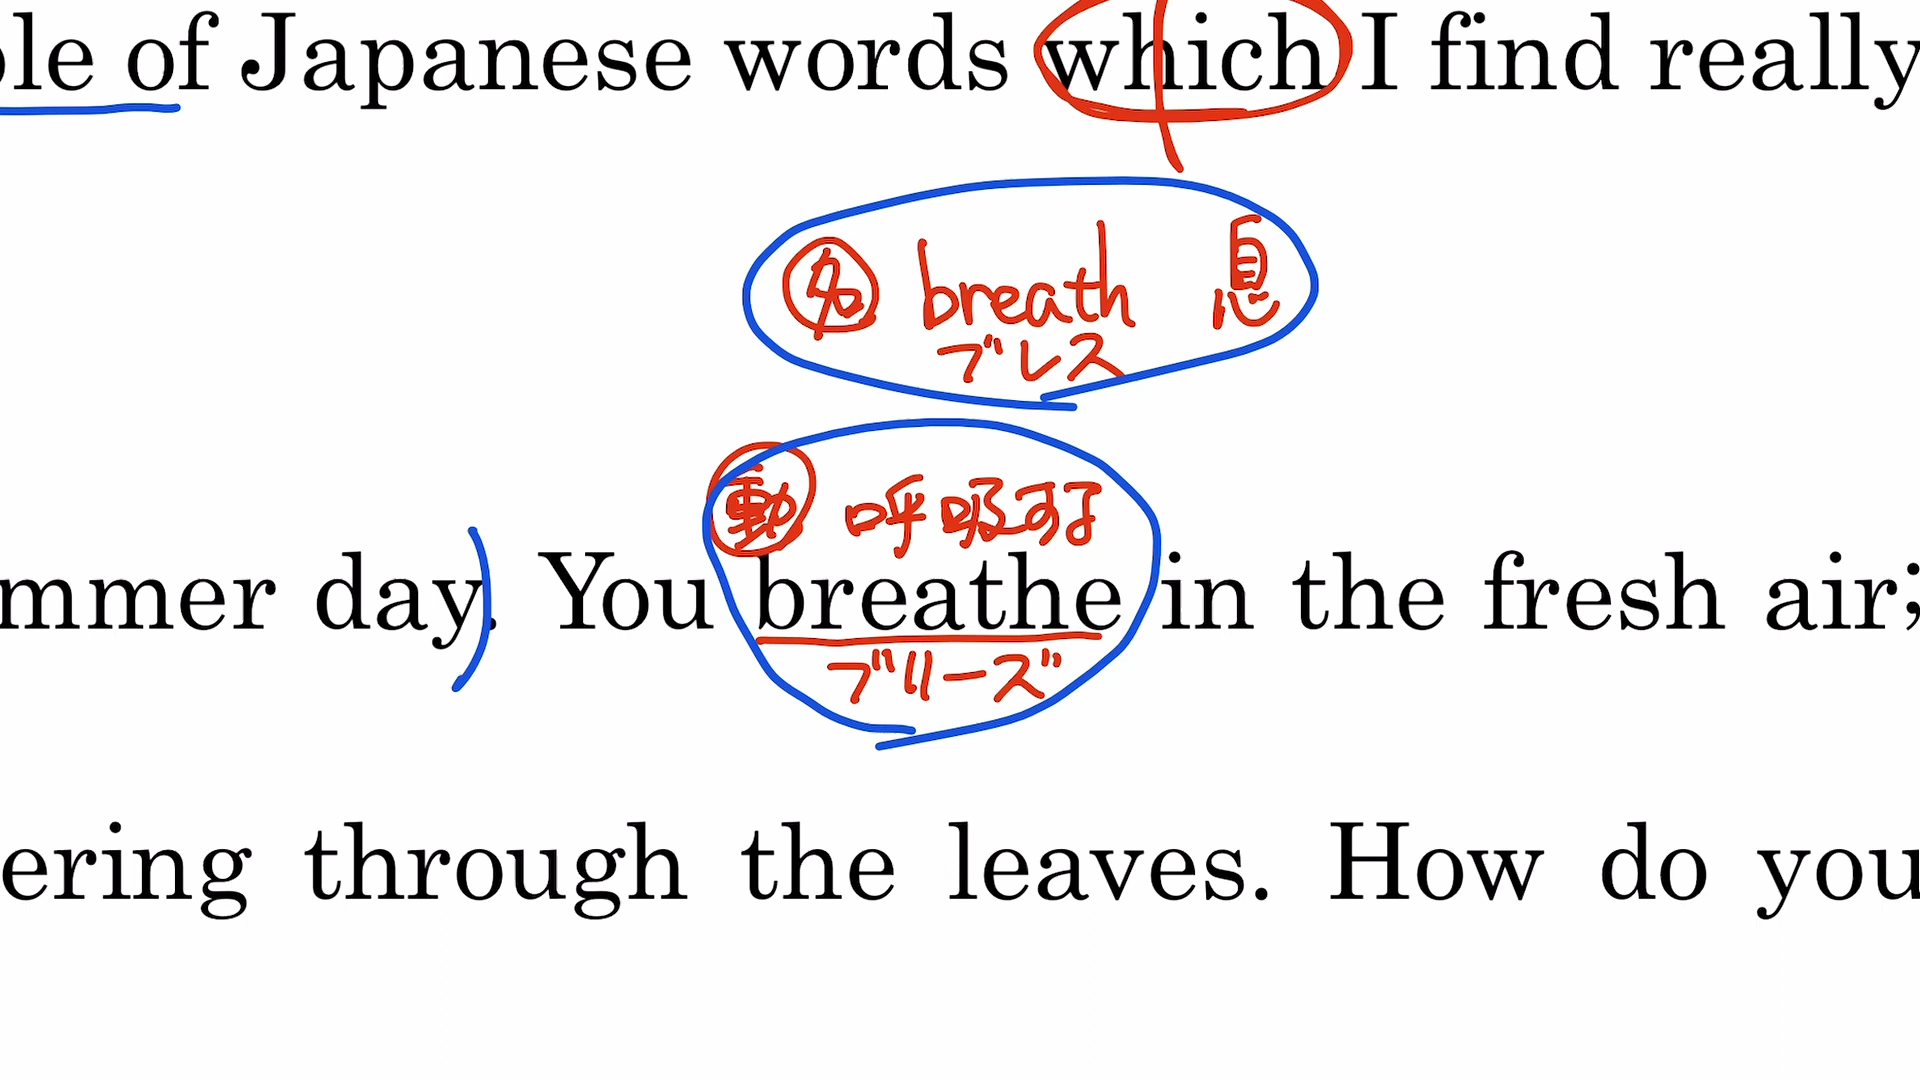 ple of Japanese words which I find really
名 breath 息
ブレス
動 呼吸する
mmer day. You breathe in the fresh air;
ブリーズ
ering through the leaves. How do you